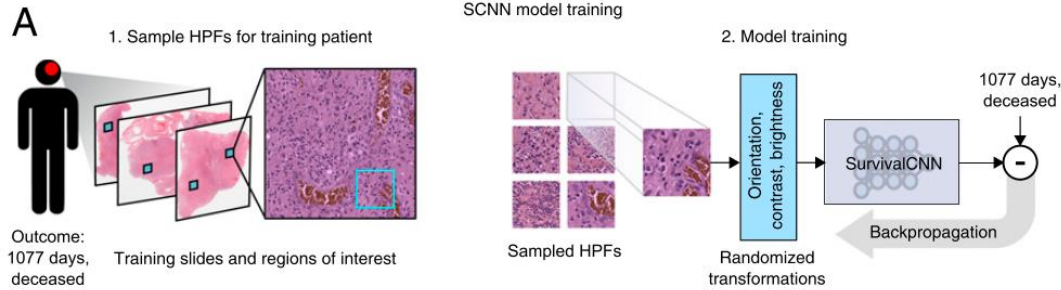 SCNN model training
A
1. Sample HPFs for training patient
2. Model training
Outcome:
1077 days,
deceased
Training slides and regions of interest
Sampled HPFs
Orientation,
contrast, brightness
Randomized
transformations
SurvivalCNN
1077 days,
deceased
-
Backpropagation